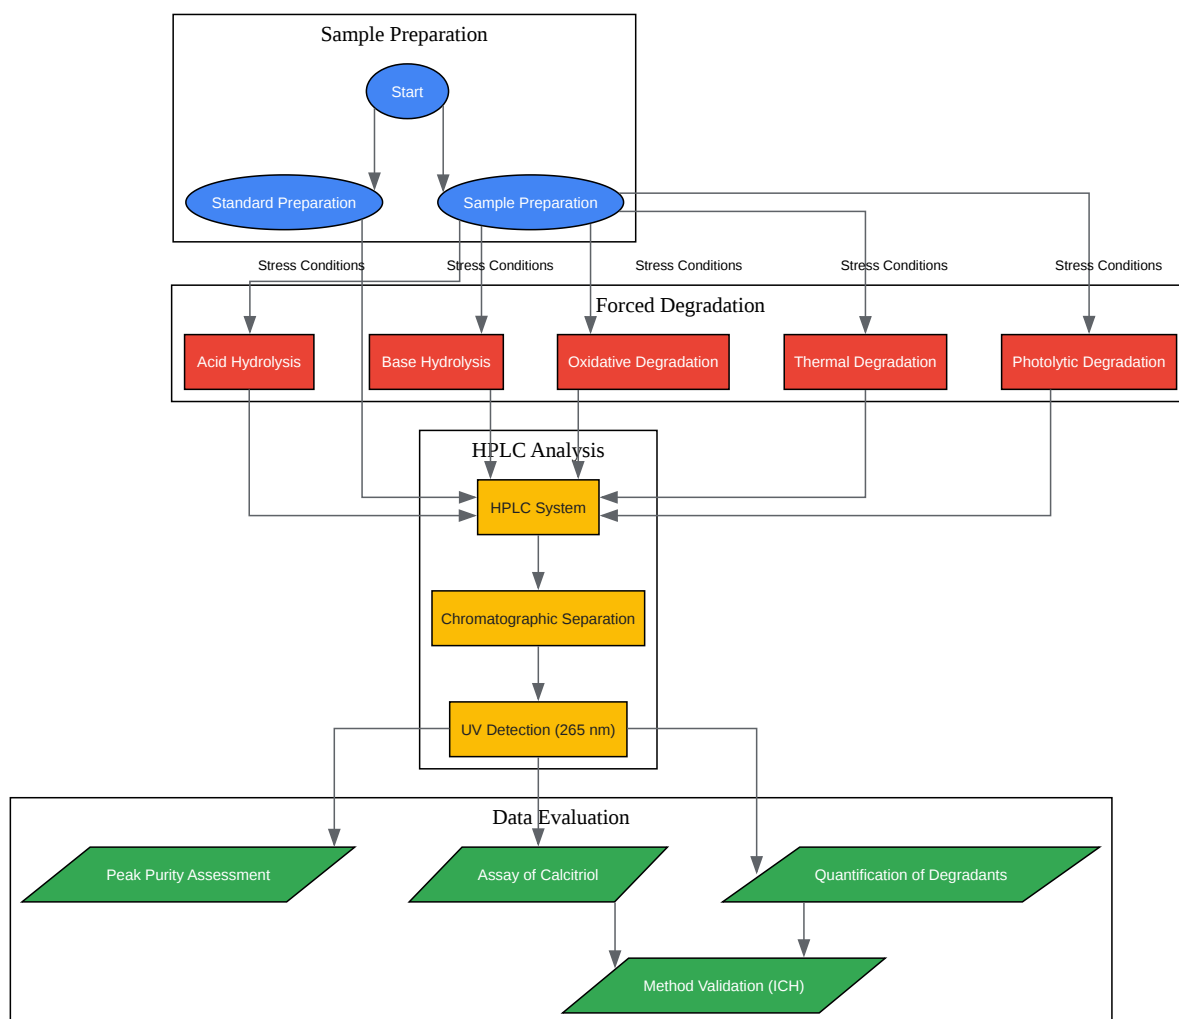 Sample Preparation
Start
Standard Preparation
Sample Preparation
Stress Conditions
Stress Conditions
Stress Conditions
Stress Conditions
Stress Conditions
Forced Degradation
Acid Hydrolysis
Base Hydrolysis
Oxidative Degradation
Thermal Degradation
Photolytic Degradation
HPLC Analysis
HPLC System
Chromatographic Separation
UV Detection (265 nm)
Data Evaluation
Peak Purity Assessment
Assay of Calcitriol
Quantification of Degradants
Method Validation (ICH)